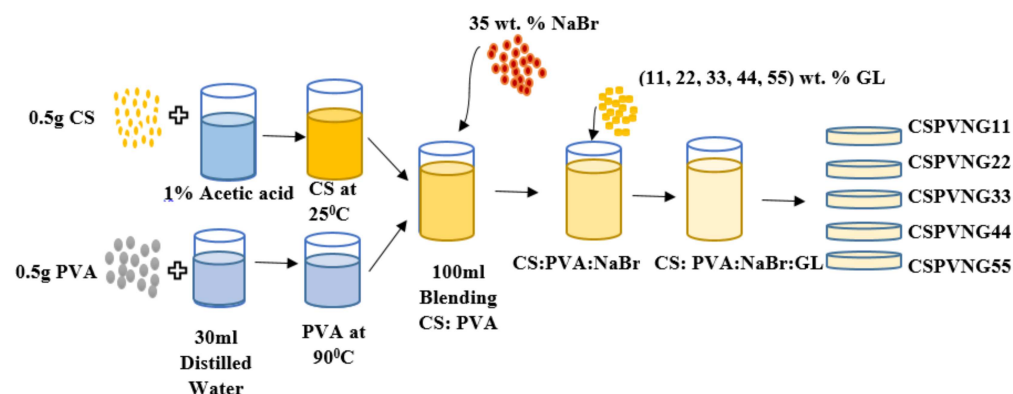 35 wt. % NaBr
(11, 22, 33, 44, 55) wt. % GL
0.5g CS
1% Acetic acid
CS at
25⁰C
0.5g PVA
30ml
Distilled
Water
PVA at
90⁰C
100ml
Blending
CS: PVA
CS:PVA:NaBr
CS: PVA:NaBr:GL
CSPVNG11
CSPVNG22
CSPVNG33
CSPVNG44
CSPVNG55